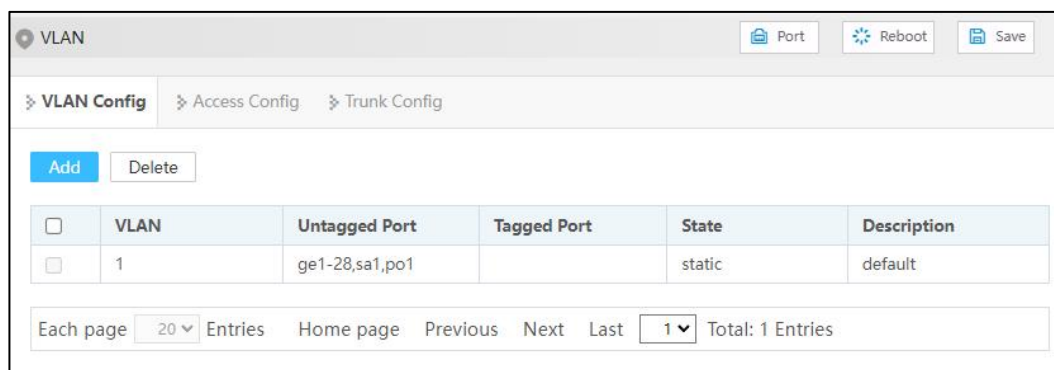 VLAN Port Reboot Save
VLAN Config Access Config Trunk Config
Add Delete
VLAN Untagged Port Tagged Port State Description
1 ge1-28,sa1,po1 static default
Each page 20 Entries Home page Previous Next Last 1 Total: 1 Entries